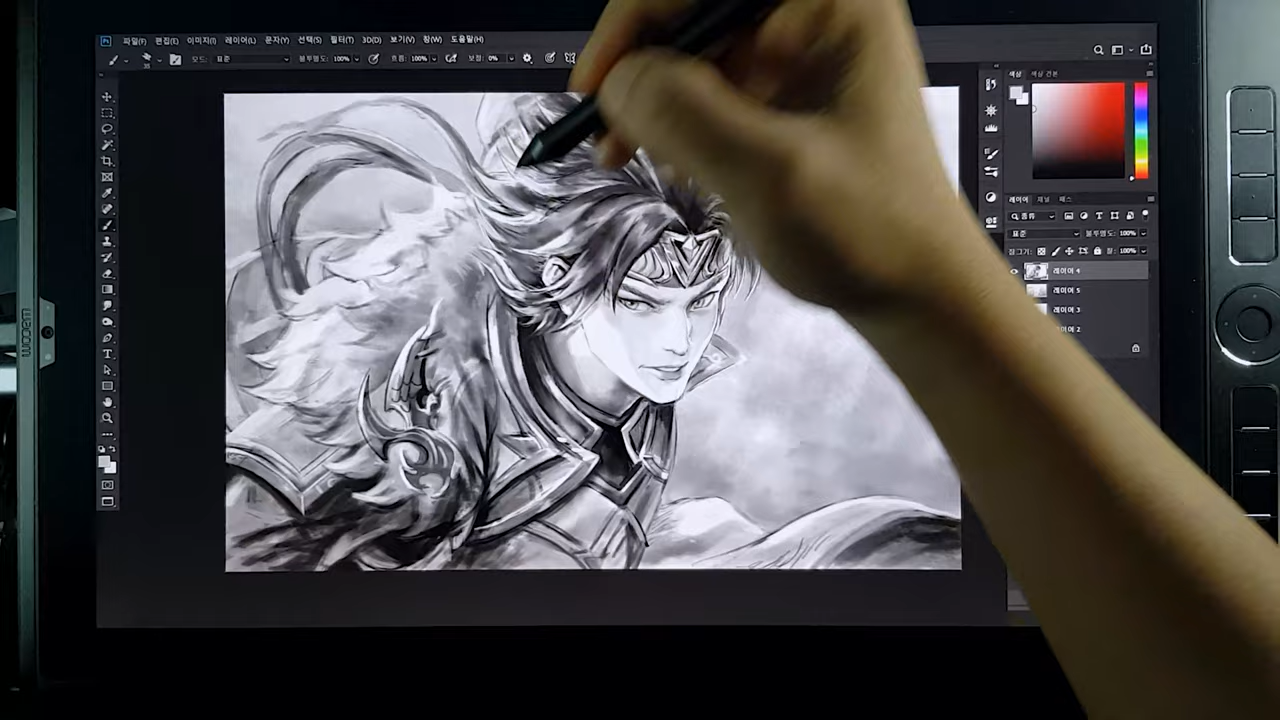 Ps 파일(F) 편집(E) 이미지(I) 레이어(L) 문자(Y) 선택(S) 필터(T) 3D(D) 보기(V) 창(W) 도움말(H)
모드: 표준 불투명도: 100% 흐름: 100% 보정: 0%
색상 색상 견본
레이어 채널 패스
종류
표준 불투명도: 100%
잠그기: 칠: 100%
레이어 4
레이어 5
레이어 3
레이어 2
wacom